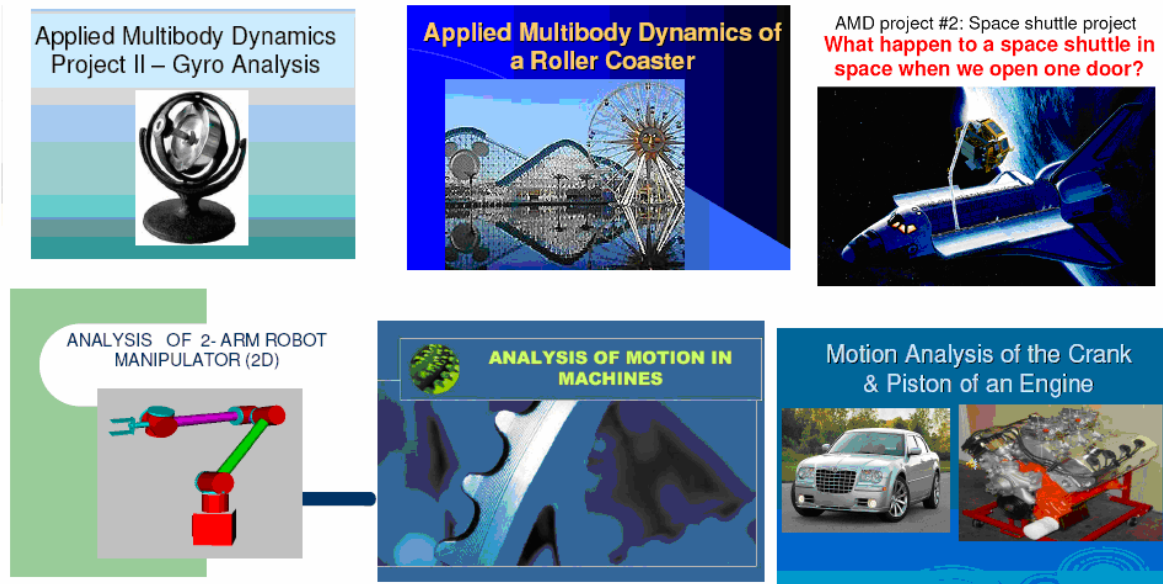 Applied Multibody Dynamics
Project II – Gyro Analysis
Applied Multibody Dynamics of
a Roller Coaster
AMD project #2: Space shuttle project
What happen to a space shuttle in
space when we open one door?
ANALYSIS OF 2- ARM ROBOT
MANIPULATOR (2D)
ANALYSIS OF MOTION IN
MACHINES
Motion Analysis of the Crank
& Piston of an Engine